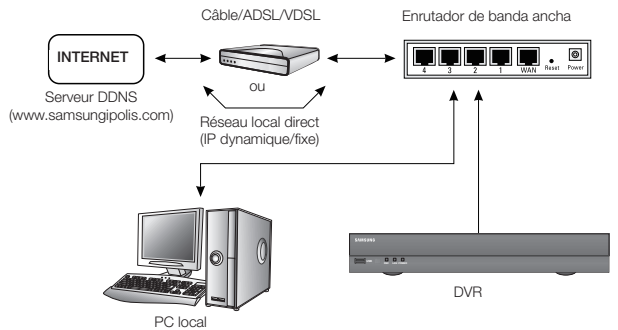 Câble/ADSL/VDSL
Enrutador de banda ancha
INTERNET
4 3 2 1 WAN Reset Power
ou
Serveur DDNS
(www.samsungipolis.com)
Réseau local direct
(IP dynamique/fixe)
SAMSUNG
DVR
PC local